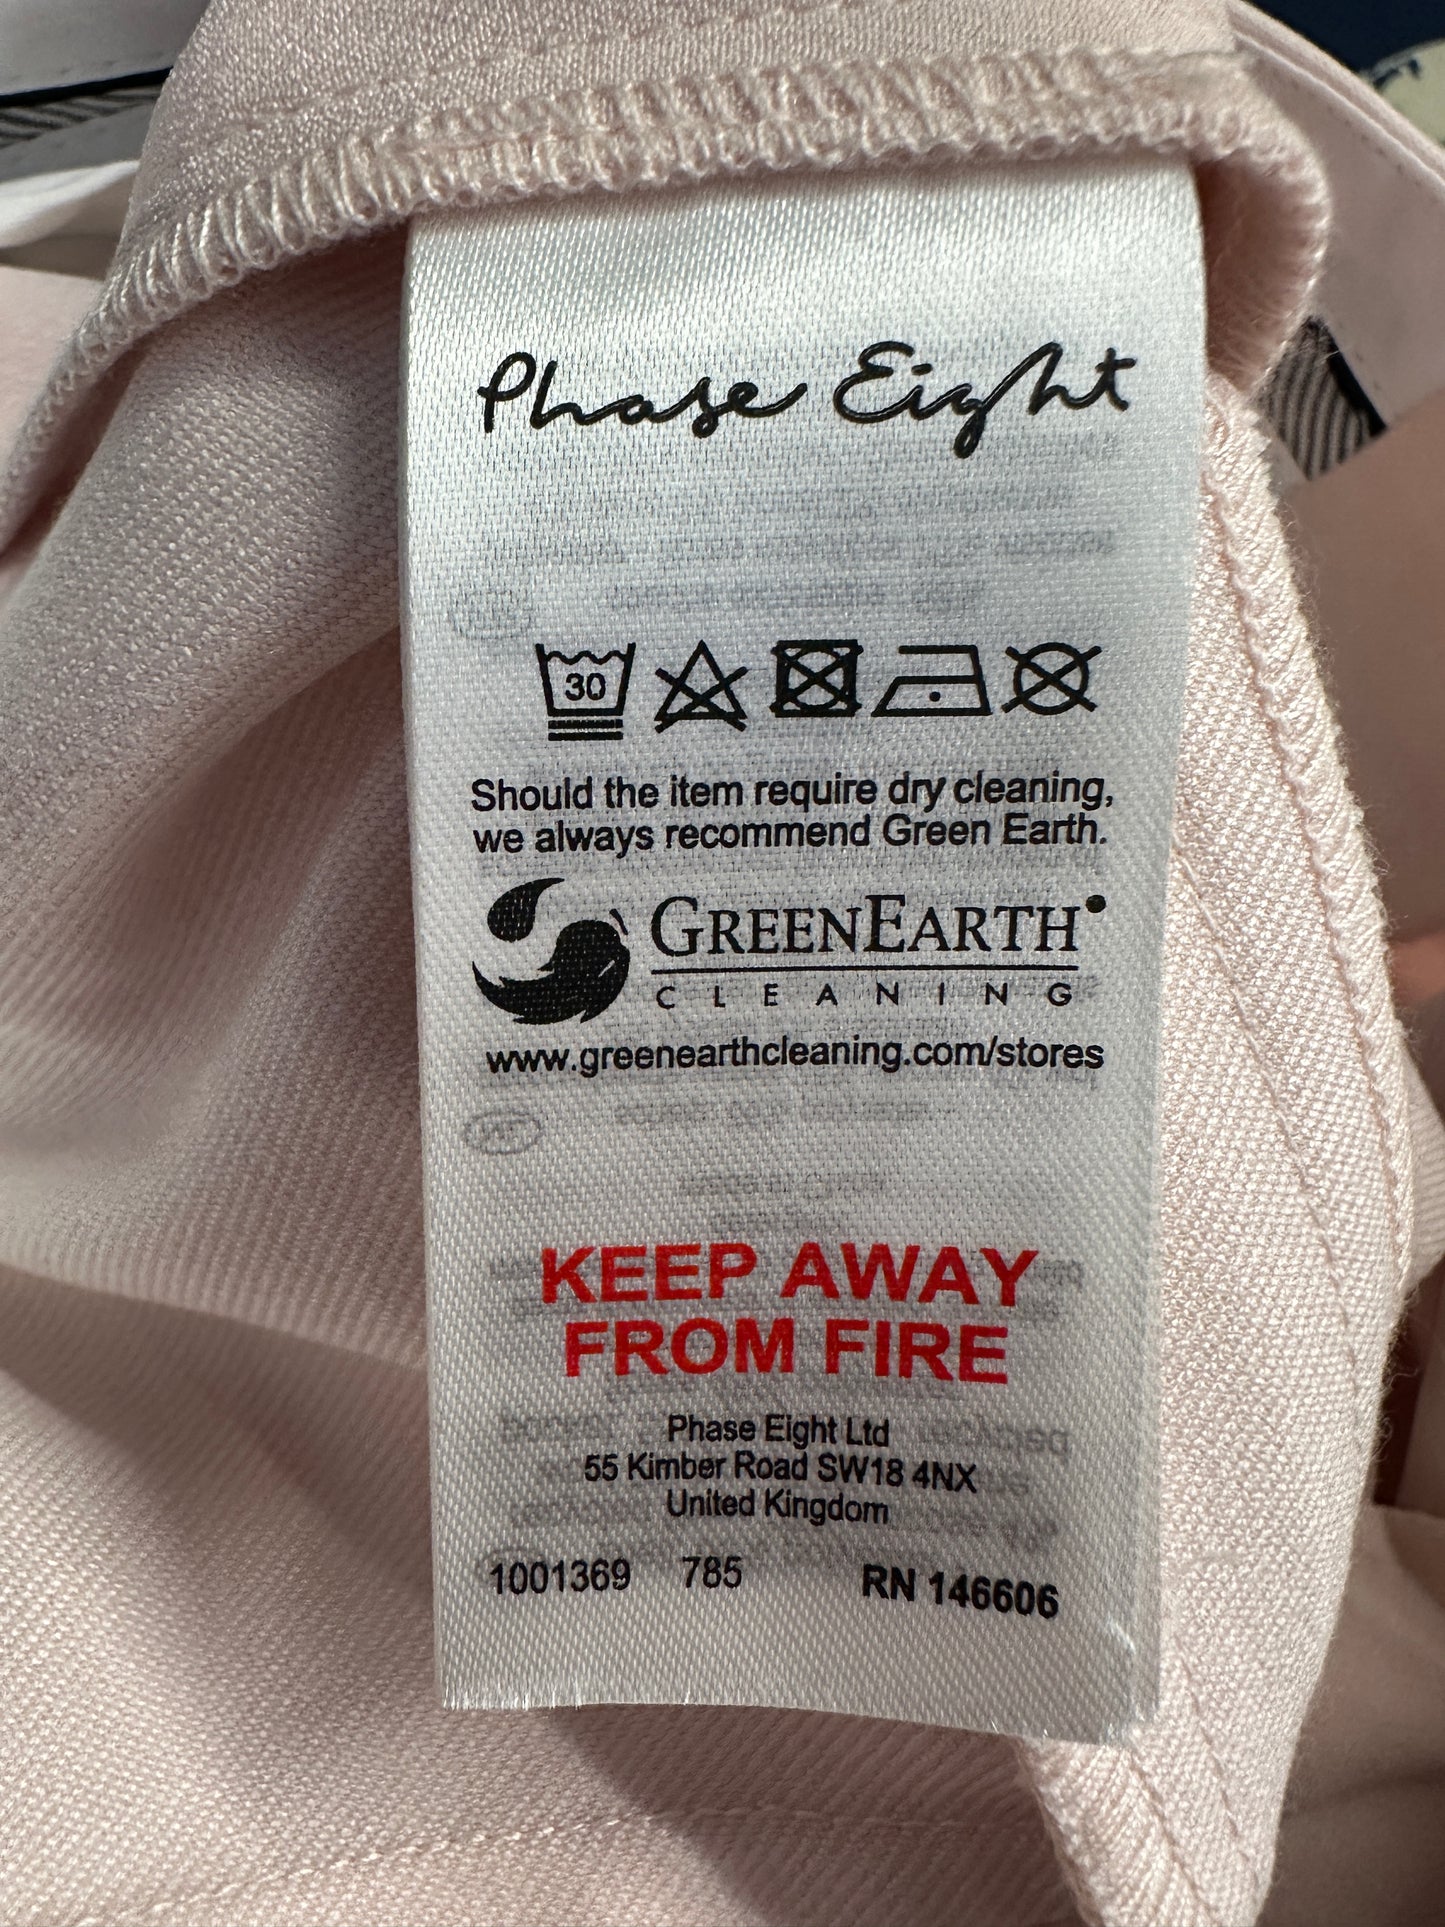 Phase Eight
30
Should the item require dry cleaning,
we always recommend Green Earth.
GREENEARTH
CLEANING
www.greenearthcleaning.com/stores
KEEP AWAY
FROM FIRE
Phase Eight Ltd
55 Kimber Road SW18 4NX
United Kingdom
1001369 785 RN 146606